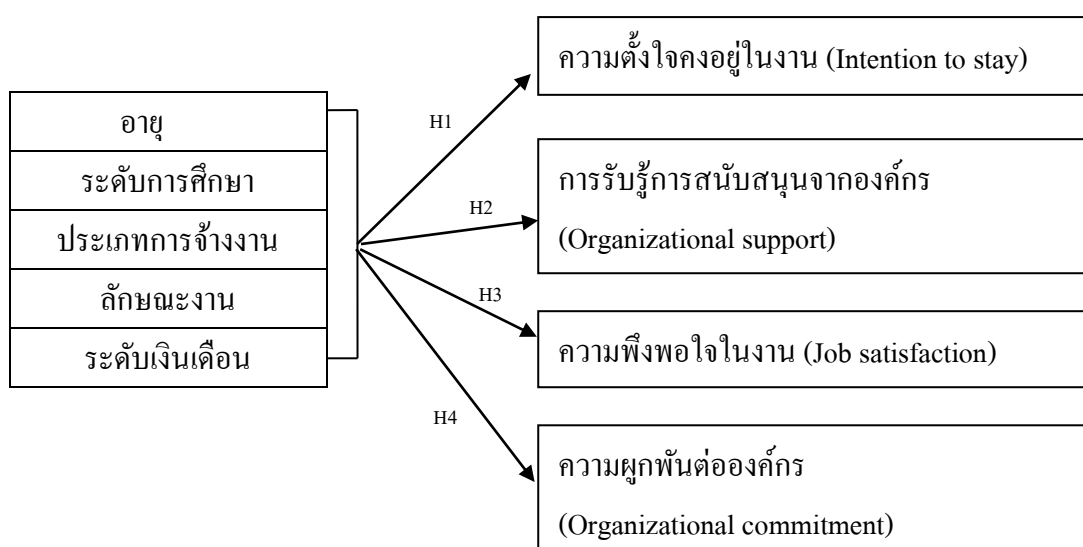 อายุ
ระดับการศึกษา
ประเภทการจ้างงาน
ลักษณะงาน
ระดับเงินเดือน
H1
H2
H3
H4
ความตั้งใจคงอยู่ในงาน (Intention to stay)
การรับรู้การสนับสนุนจากองค์กร
(Organizational support)
ความพึงพอใจในงาน (Job satisfaction)
ความผูกพันต่อองค์กร
(Organizational commitment)